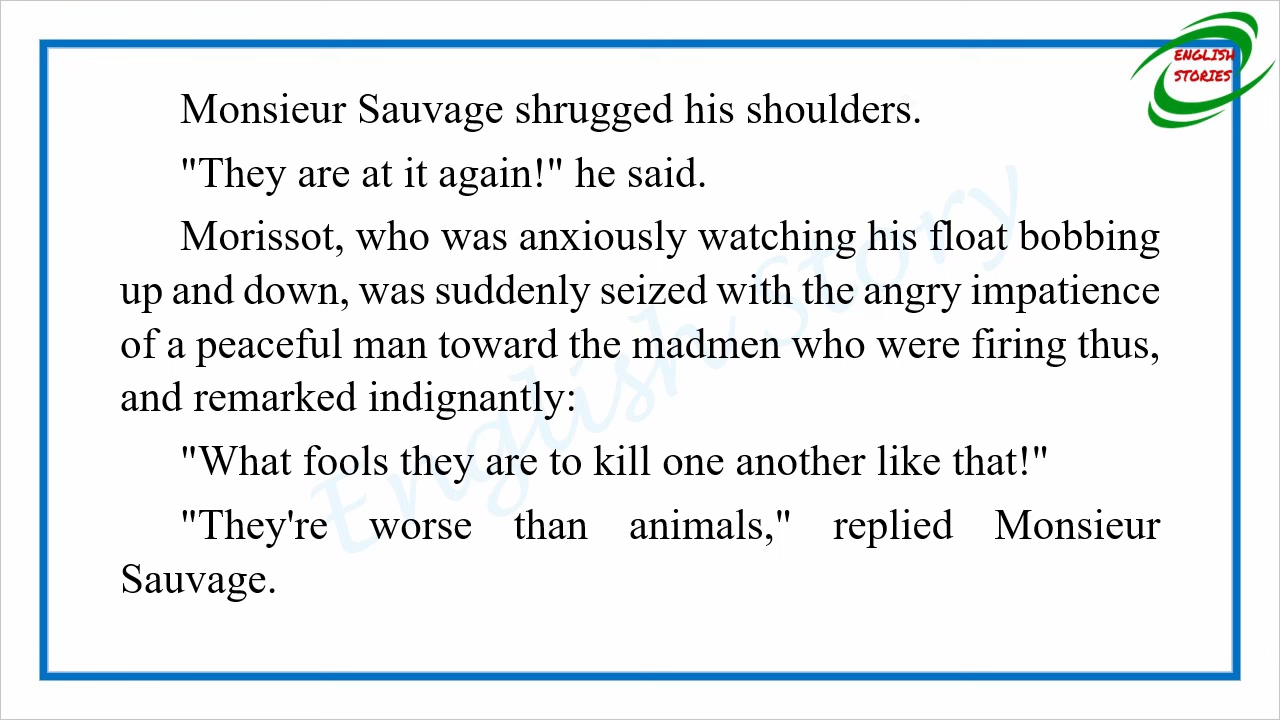 ENGLISH
STORIES
Monsieur Sauvage shrugged his shoulders.
"They are at it again!" he said.
Morissot, who was anxiously watching his float bobbing
up and down, was suddenly seized with the angry impatience
of a peaceful man toward the madmen who were firing thus,
and remarked indignantly:
"What fools they are to kill one another like that!"
"They're worse than animals," replied Monsieur
Sauvage.
English Story